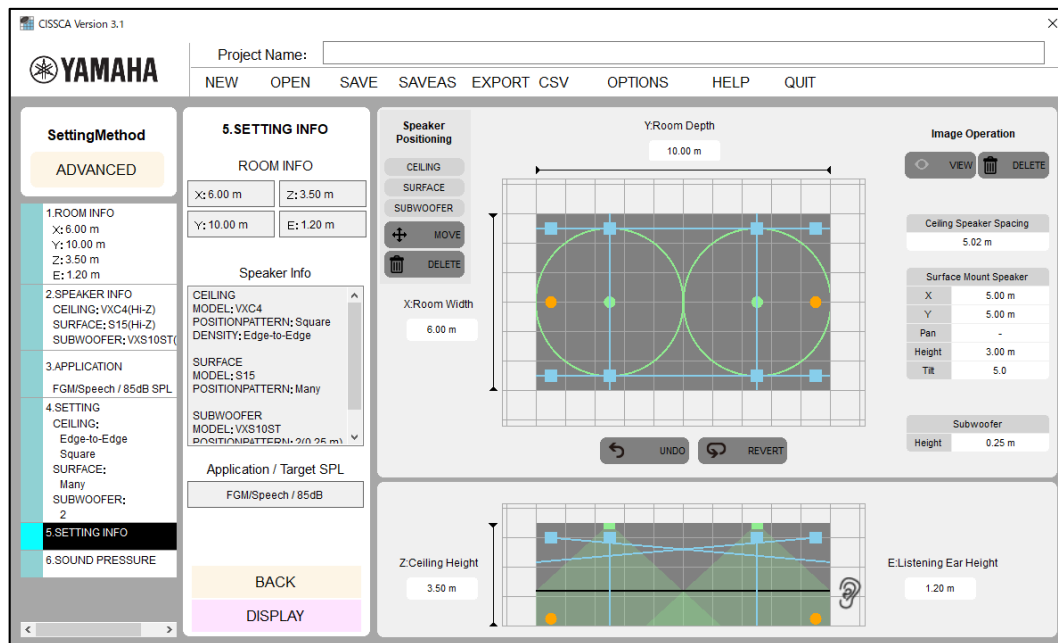 CISSCA Version 3.1
YAMAHA
Project Name:
NEW OPEN SAVE SAVEAS EXPORT CSV OPTIONS HELP QUIT
SettingMethod
ADVANCED
1.ROOM INFO
X: 6.00 m
Y: 10.00 m
Z: 3.50 m
E: 1.20 m
2.SPEAKER INFO
CEILING: VXC4(Hi-Z)
SURFACE: S15(Hi-Z)
SUBWOOFER: VXS10ST(
3.APPLICATION
FGM/Speech / 85dB SPL
4.SETTING
CEILING:
Edge-to-Edge
Square
SURFACE:
Many
SUBWOOFER:
2
5.SETTING INFO
6.SOUND PRESSURE
5.SETTING INFO
ROOM INFO
X: 6.00 m
Z: 3.50 m
Y: 10.00 m
E: 1.20 m
Speaker Info
CEILING
MODEL: VXC4
POSITIONPATTERN: Square
DENSITY: Edge-to-Edge
SURFACE
MODEL: S15
POSITIONPATTERN: Many
SUBWOOFER
MODEL: VXS10ST
POSITIONPATTERN: 2(0.25 m)
Application / Target SPL
FGM/Speech / 85dB
BACK
DISPLAY
Speaker
Positioning
CEILING
SURFACE
SUBWOOFER
MOVE
DELETE
X:Room Width
6.00 m
Y:Room Depth
10.00 m
UNDO
REVERT
Image Operation
VIEW
DELETE
Ceiling Speaker Spacing
5.02 m
Surface Mount Speaker
X 5.00 m
Y 5.00 m
Pan -
Height 3.00 m
Tilt 5.0
Subwoofer
Height 0.25 m
Z:Ceiling Height
3.50 m
E:Listening Ear Height
1.20 m